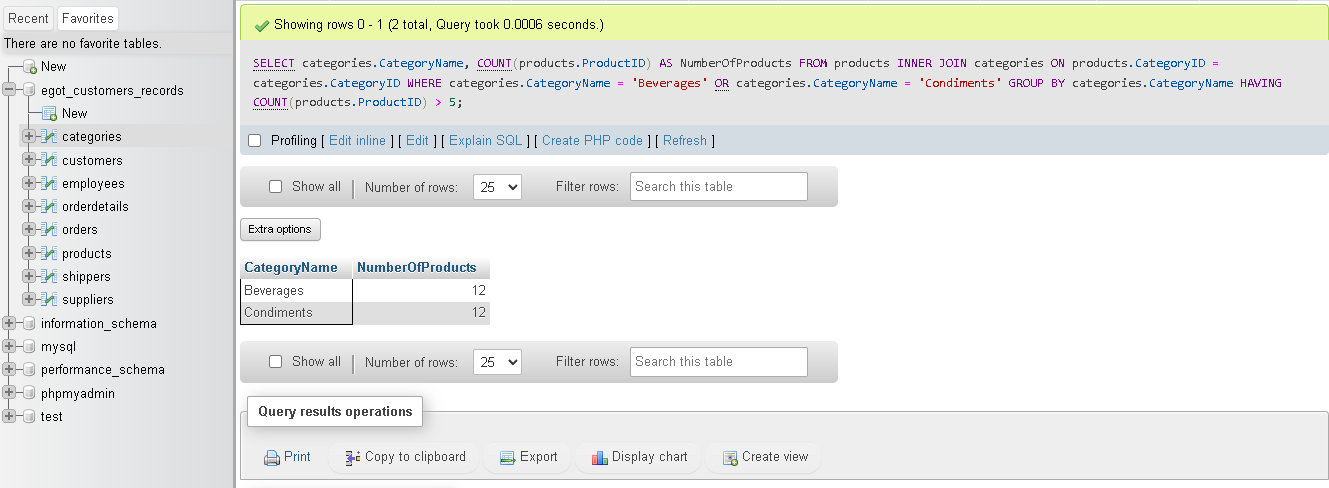 Recent
Favorites
There are no favorite tables.
New
egot_customers_records
New
categories
customers
employees
orderdetails
orders
products
shippers
suppliers
information_schema
mysql
performance_schema
phpmyadmin
test
Showing rows 0 - 1 (2 total, Query took 0.0006 seconds.)
SELECT categories.CategoryName, COUNT(products.ProductID) AS NumberOfProducts FROM products INNER JOIN categories ON products.CategoryID =
categories.CategoryID WHERE categories.CategoryName = 'Beverages' OR categories.CategoryName = 'Condiments' GROUP BY categories.CategoryName HAVING
COUNT(products.ProductID) > 5;
Profiling [ Edit inline ] [ Edit ] [ Explain SQL ] [ Create PHP code ] [ Refresh ]
Show all | Number of rows: 25 Filter rows: Search this table
Extra options
CategoryName NumberOfProducts
Beverages 12
Condiments 12
Show all | Number of rows: 25 Filter rows: Search this table
Query results operations
Print Copy to clipboard Export Display chart Create view